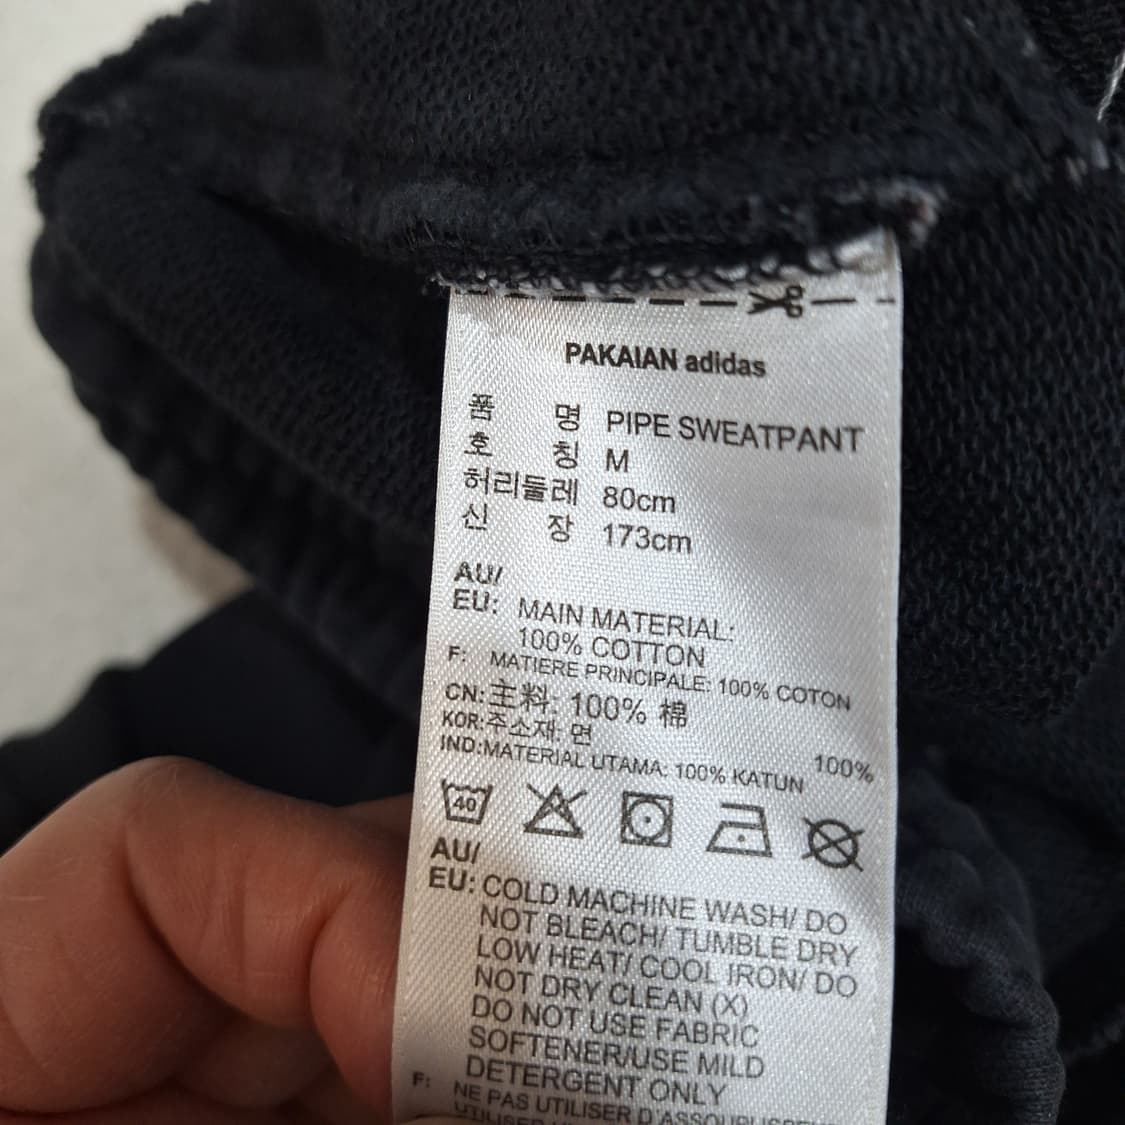 PAKAIAN adidas
품 명 PIPE SWEATPANT
호 칭 M
허리둘레 80cm
신 장 173cm
AU/
EU: MAIN MATERIAL:
100% COTTON
F: MATIERE PRINCIPALE: 100% COTON
CN: 主料: 100% 棉
KOR: 주소재: 면 100%
IND: MATERIAL UTAMA: 100% KATUN
40
AU/
EU: COLD MACHINE WASH/ DO
NOT BLEACH/ TUMBLE DRY
LOW HEAT/ COOL IRON/ DO
NOT DRY CLEAN (X)
DO NOT USE FABRIC
SOFTENER/USE MILD
DETERGENT ONLY
F: NE PAS UTILISER